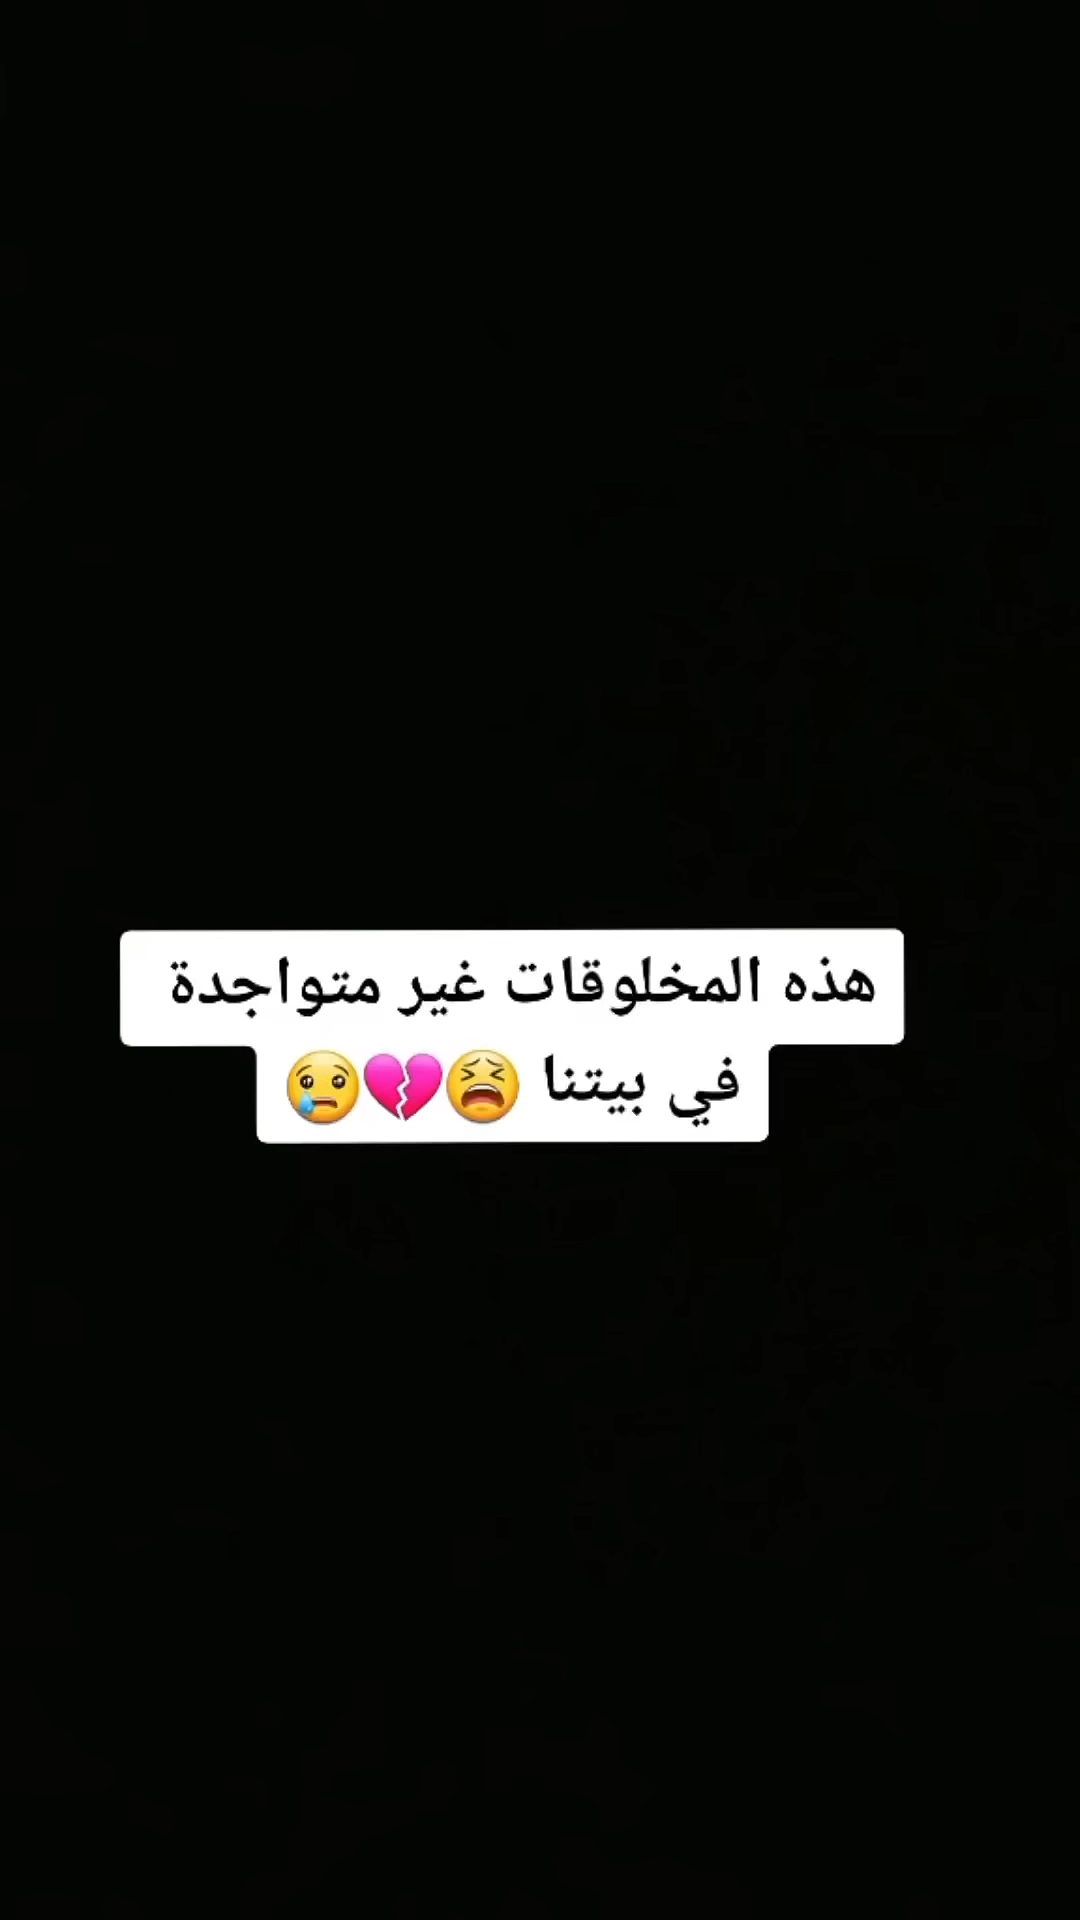 هذه المخلوقات غير متواجدة
في بيتنا 😫💔😢